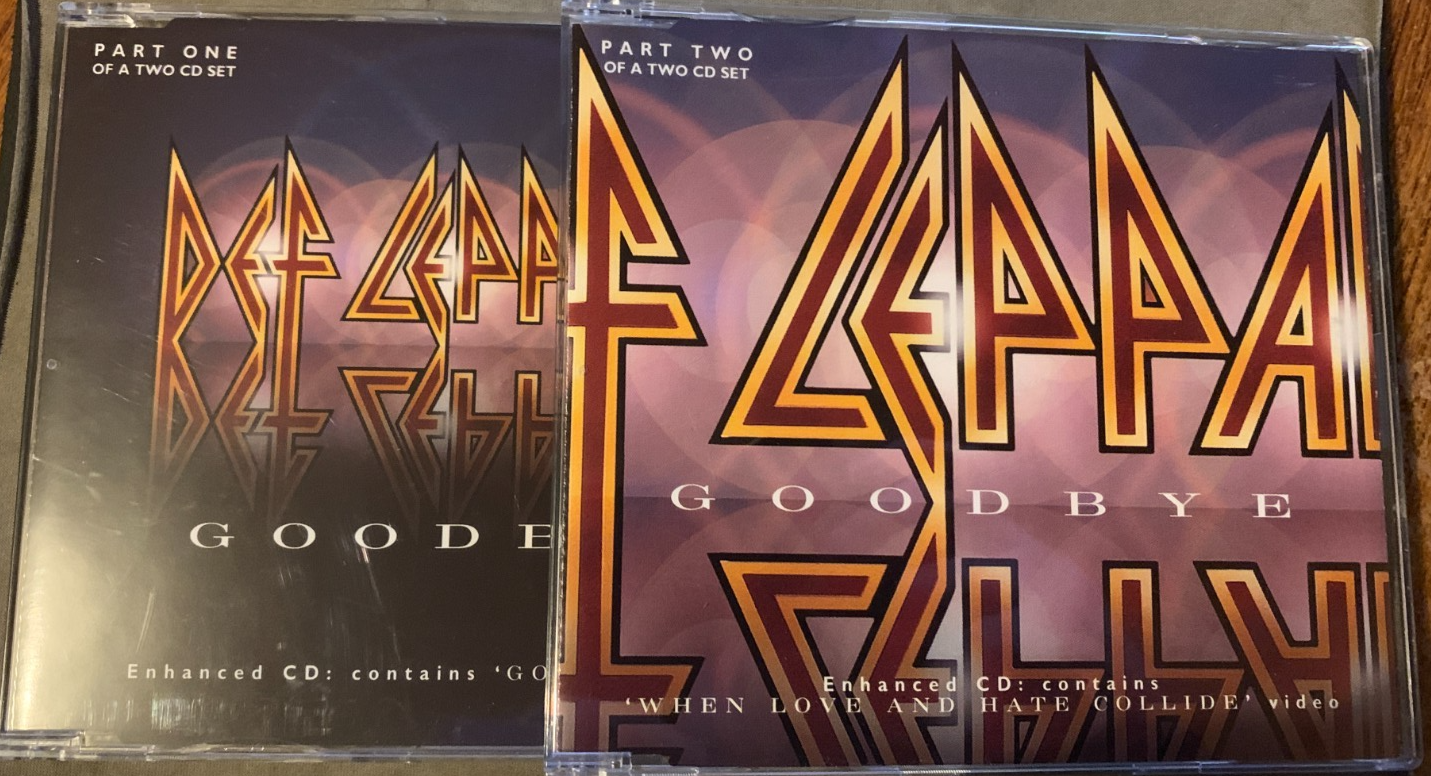 PART ONE
OF A TWO CD SET
DEF LEPPA
GOODB
Enhanced CD: contains ‘GO
PART TWO
OF A TWO CD SET
F LEPPA
GOODBYE
Enhanced CD: contains
‘WHEN LOVE AND HATE COLLIDE’ video